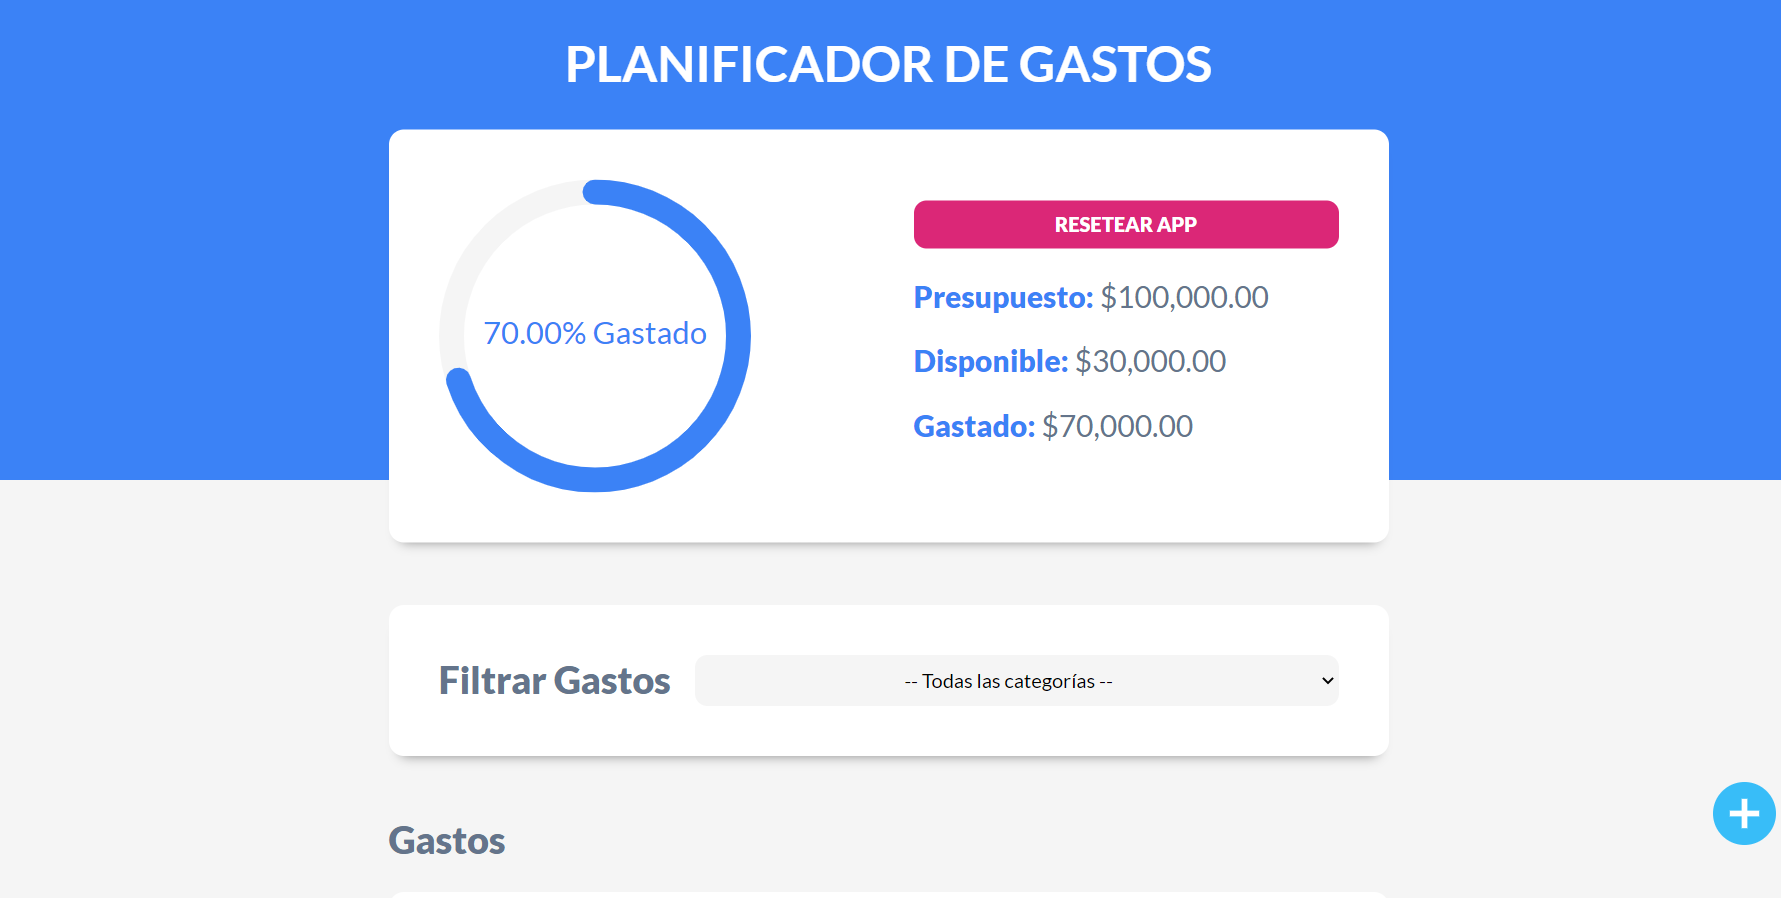 PLANIFICADOR DE GASTOS
70.00% Gastado
RESETEAR APP
Presupuesto: $100,000.00
Disponible: $30,000.00
Gastado: $70,000.00
Filtrar Gastos
-- Todas las categorías --
Gastos